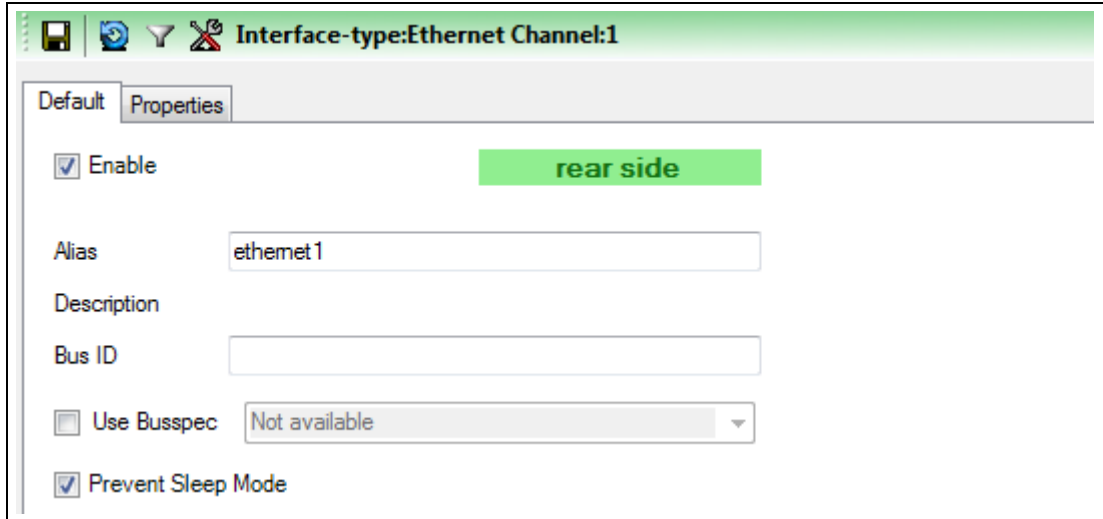 Interface-type:Ethernet Channel:1
Default Properties
Enable rear side
Alias ethernet1
Description
Bus ID
Use Busspec Not available
Prevent Sleep Mode